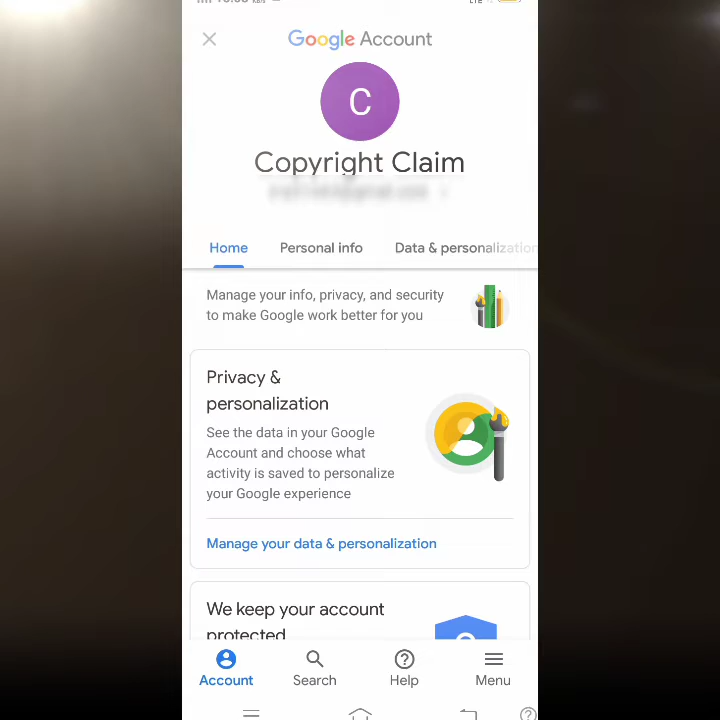 Google Account
C
Copyright Claim
Home Personal info Data & personalization
Manage your info, privacy, and security
to make Google work better for you
Privacy &
personalization
See the data in your Google
Account and choose what
activity is saved to personalize
your Google experience
Manage your data & personalization
We keep your account
protected
Account Search Help Menu